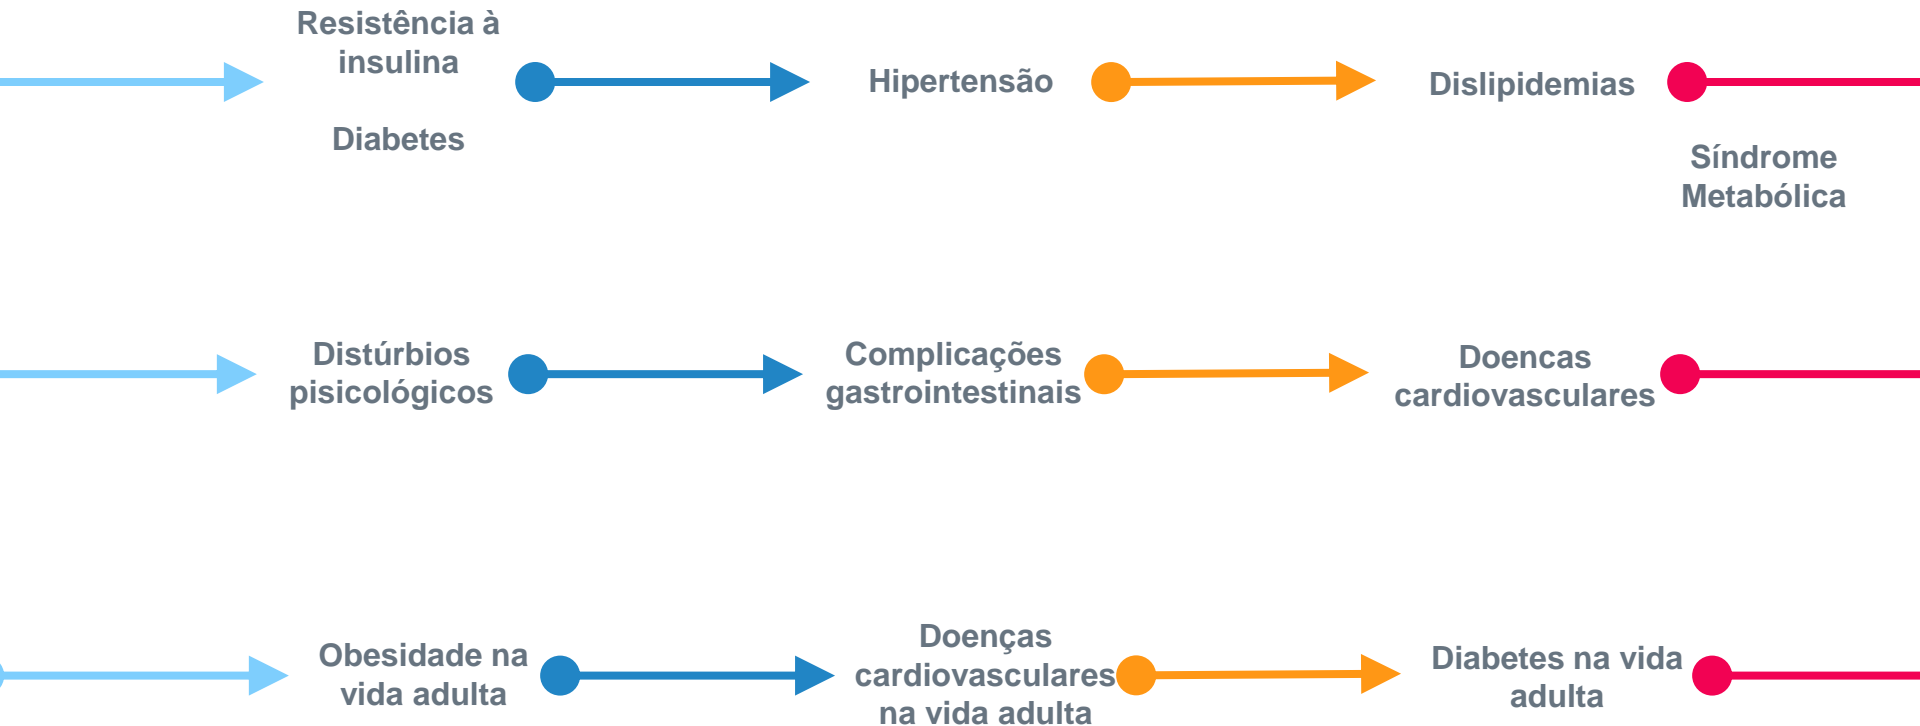 Resistência à
insulina
Diabetes
Hipertensão
Dislipidemias
Síndrome
Metabólica
Distúrbios
pisicológicos
Complicações
gastrointestinais
Doencas
cardiovasculares
Obesidade na
vida adulta
Doenças
cardiovasculares
na vida adulta
Diabetes na vida
adulta